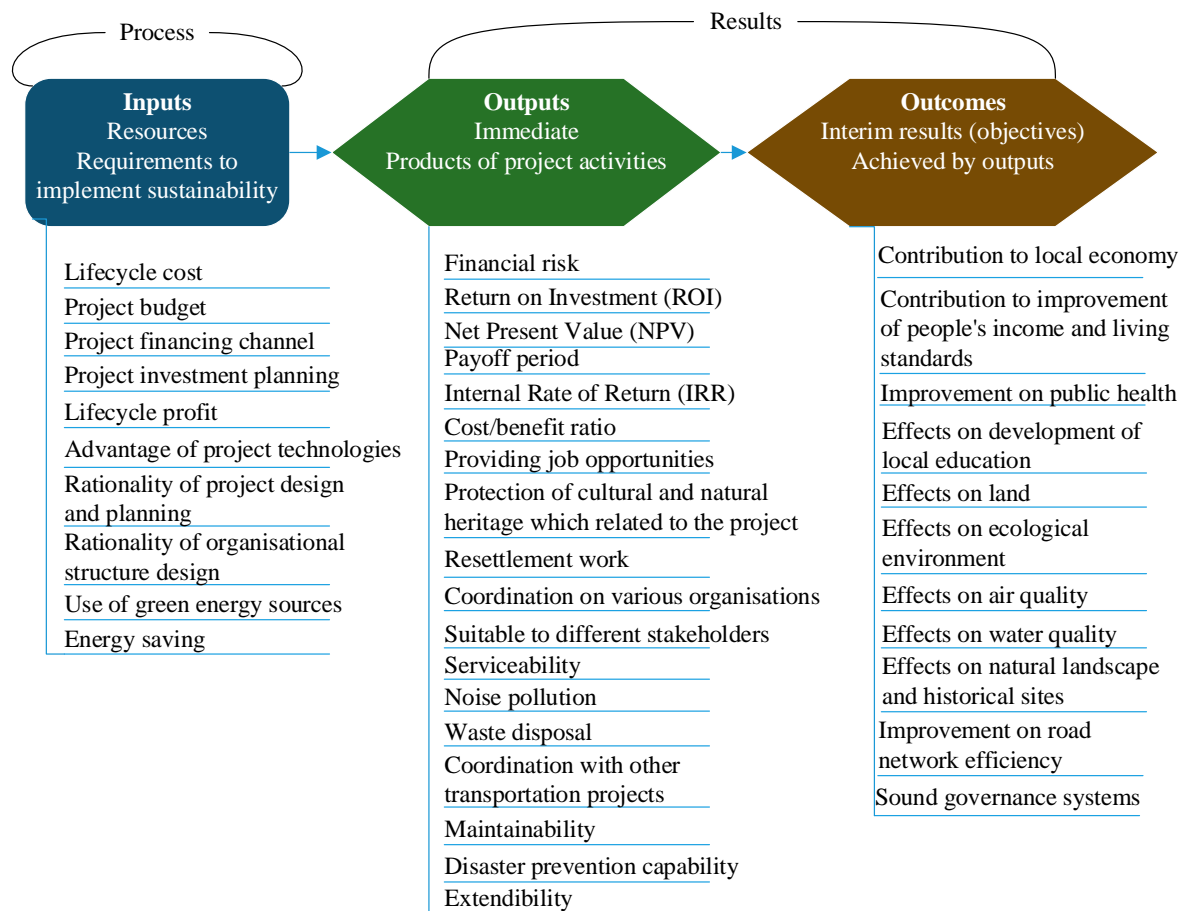 Process
Results
Inputs
Resources
Requirements to
implement sustainability
Outputs
Immediate
Products of project activities
Outcomes
Interim results (objectives)
Achieved by outputs
Lifecycle cost
Project budget
Project financing channel
Project investment planning
Lifecycle profit
Advantage of project technologies
Rationality of project design
and planning
Rationality of organisational
structure design
Use of green energy sources
Energy saving
Financial risk
Return on Investment (ROI)
Net Present Value (NPV)
Payoff period
Internal Rate of Return (IRR)
Cost/benefit ratio
Providing job opportunities
Protection of cultural and natural
heritage which related to the project
Resettlement work
Coordination on various organisations
Suitable to different stakeholders
Serviceability
Noise pollution
Waste disposal
Coordination with other
transportation projects
Maintainability
Disaster prevention capability
Extendibility
Contribution to local economy
Contribution to improvement
of people's income and living
standards
Improvement on public health
Effects on development of
local education
Effects on land
Effects on ecological
environment
Effects on air quality
Effects on water quality
Effects on natural landscape
and historical sites
Improvement on road
network efficiency
Sound governance systems